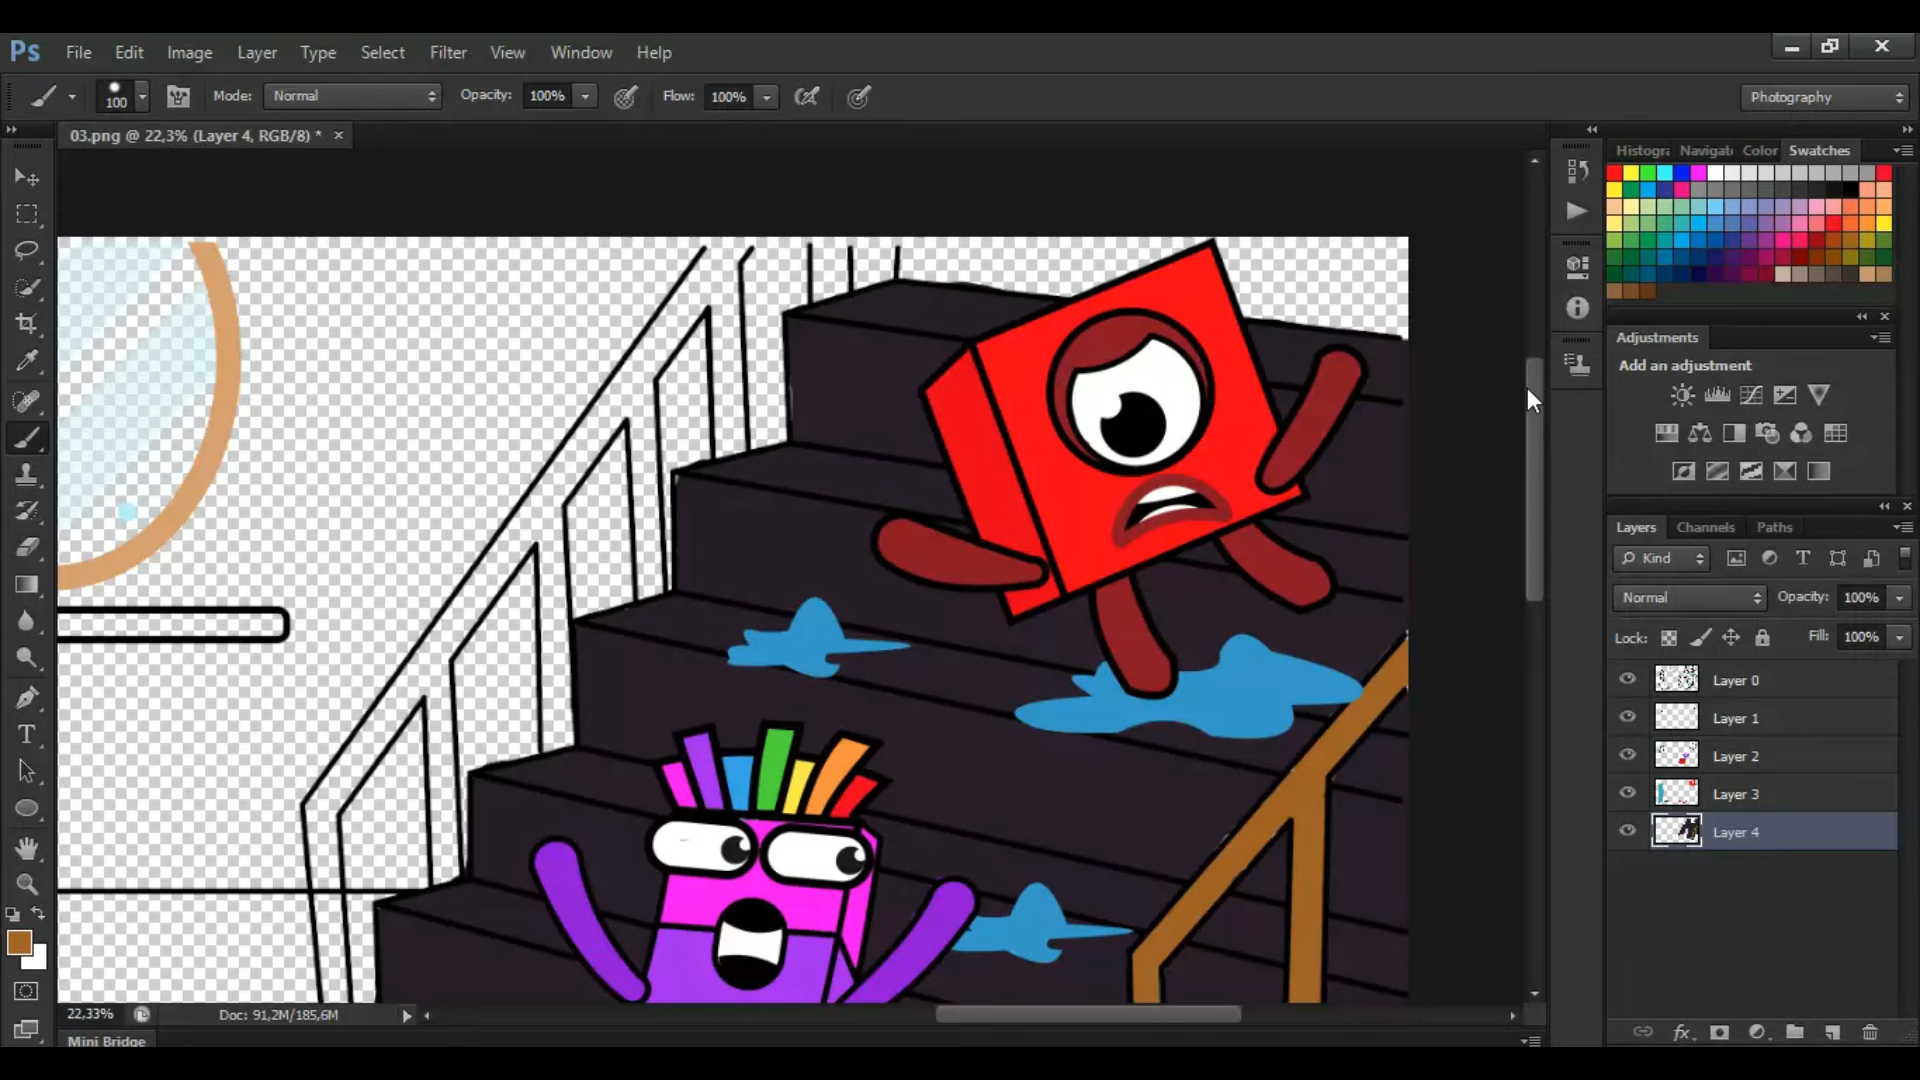 Ps File Edit Image Layer Type Select Filter View Window Help
100 Mode: Normal Opacity: 100% Flow: 100% Photography
03.png @ 22,3% (Layer 4, RGB/8) * ×
Histogra Navigato Color Swatches
Adjustments
Add an adjustment
Layers Channels Paths
Kind
Normal Opacity: 100%
Lock: Fill: 100%
Layer 0
Layer 1
Layer 2
Layer 3
Layer 4
22,33% Doc: 91,2M/185,6M
Mini Bridge